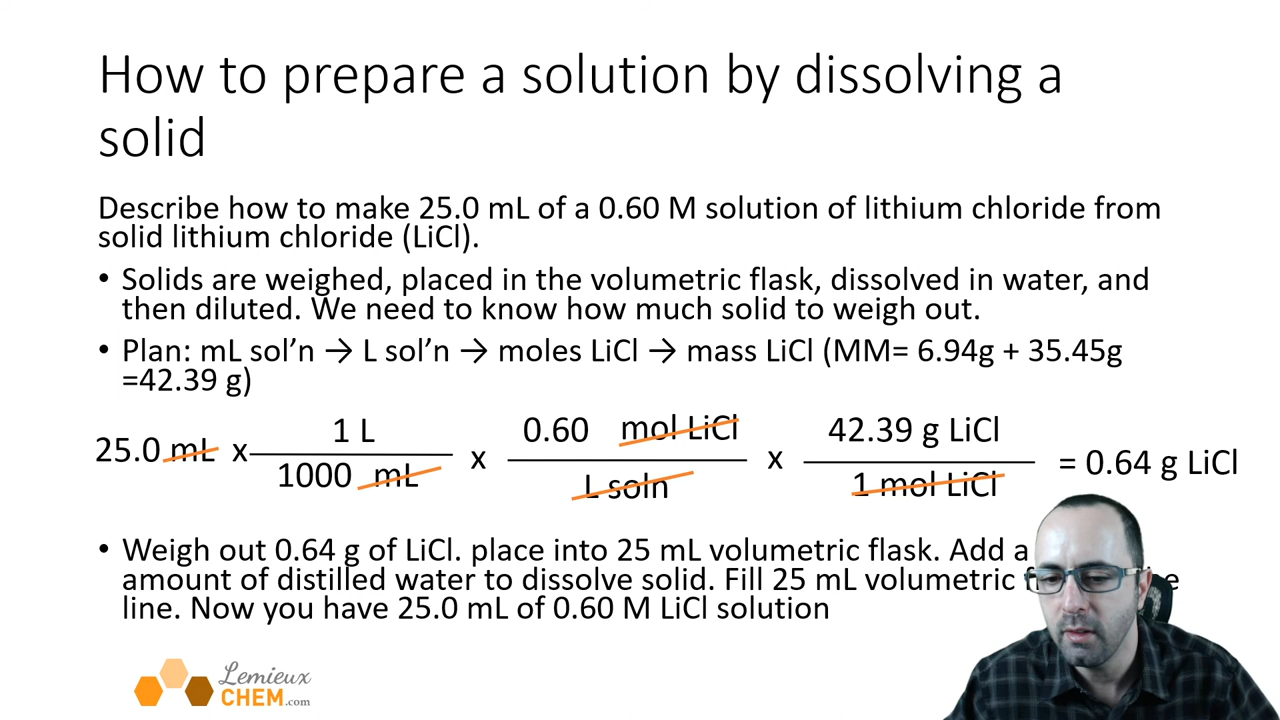 How to prepare a solution by dissolving a
solid
Describe how to make 25.0 mL of a 0.60 M solution of lithium chloride from
solid lithium chloride (LiCl).
• Solids are weighed, placed in the volumetric flask, dissolved in water, and
then diluted. We need to know how much solid to weigh out.
• Plan: mL sol’n → L sol’n → moles LiCl → mass LiCl (MM= 6.94g + 35.45g
=42.39 g)
1 L 0.60 mol LiCl 42.39 g LiCl
25.0 mL x x x = 0.64 g LiCl
1000 mL L soln 1 mol LiCl
• Weigh out 0.64 g of LiCl. place into 25 mL volumetric flask. Add a
amount of distilled water to dissolve solid. Fill 25 mL volumetric
line. Now you have 25.0 mL of 0.60 M LiCl solution
Lemieux
CHEM.com